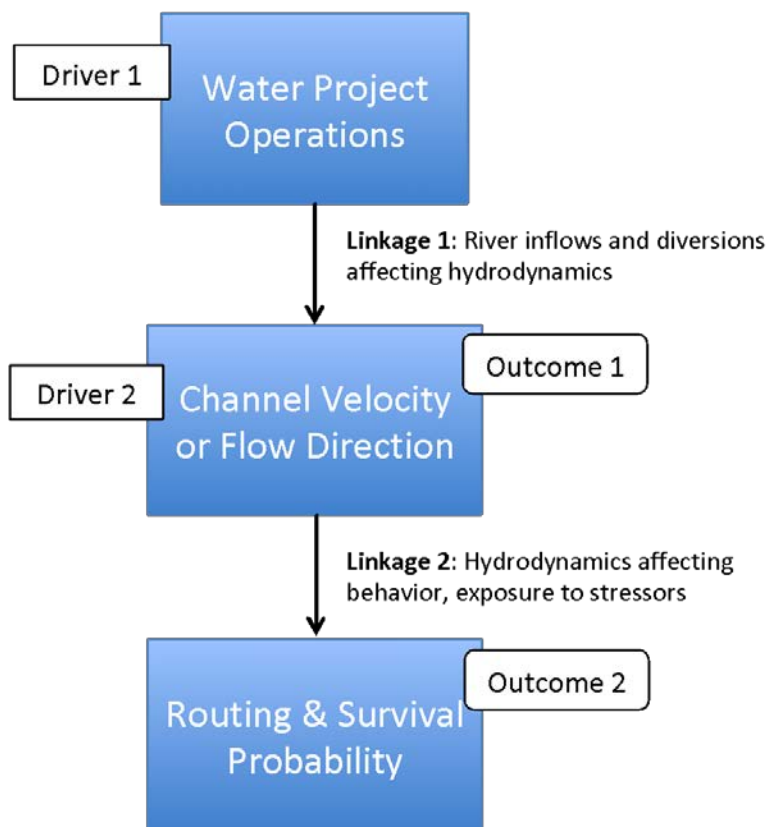 Driver 1
Water Project
Operations
Linkage 1: River inflows and diversions
affecting hydrodynamics
Outcome 1
Driver 2
Channel Velocity
or Flow Direction
Linkage 2: Hydrodynamics affecting
behavior, exposure to stressors
Outcome 2
Routing & Survival
Probability